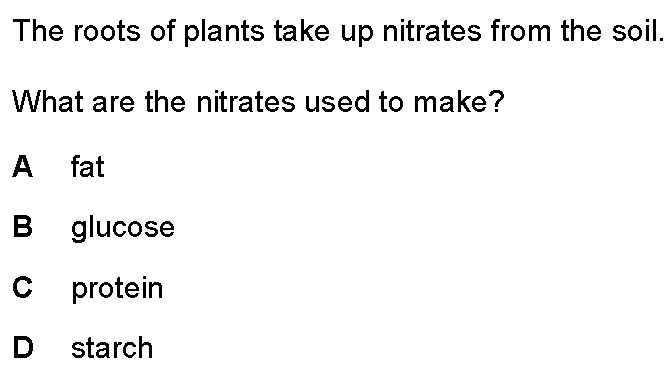 The roots of plants take up nitrates from the soil.
What are the nitrates used to make?
A fat
B glucose
C protein
D starch